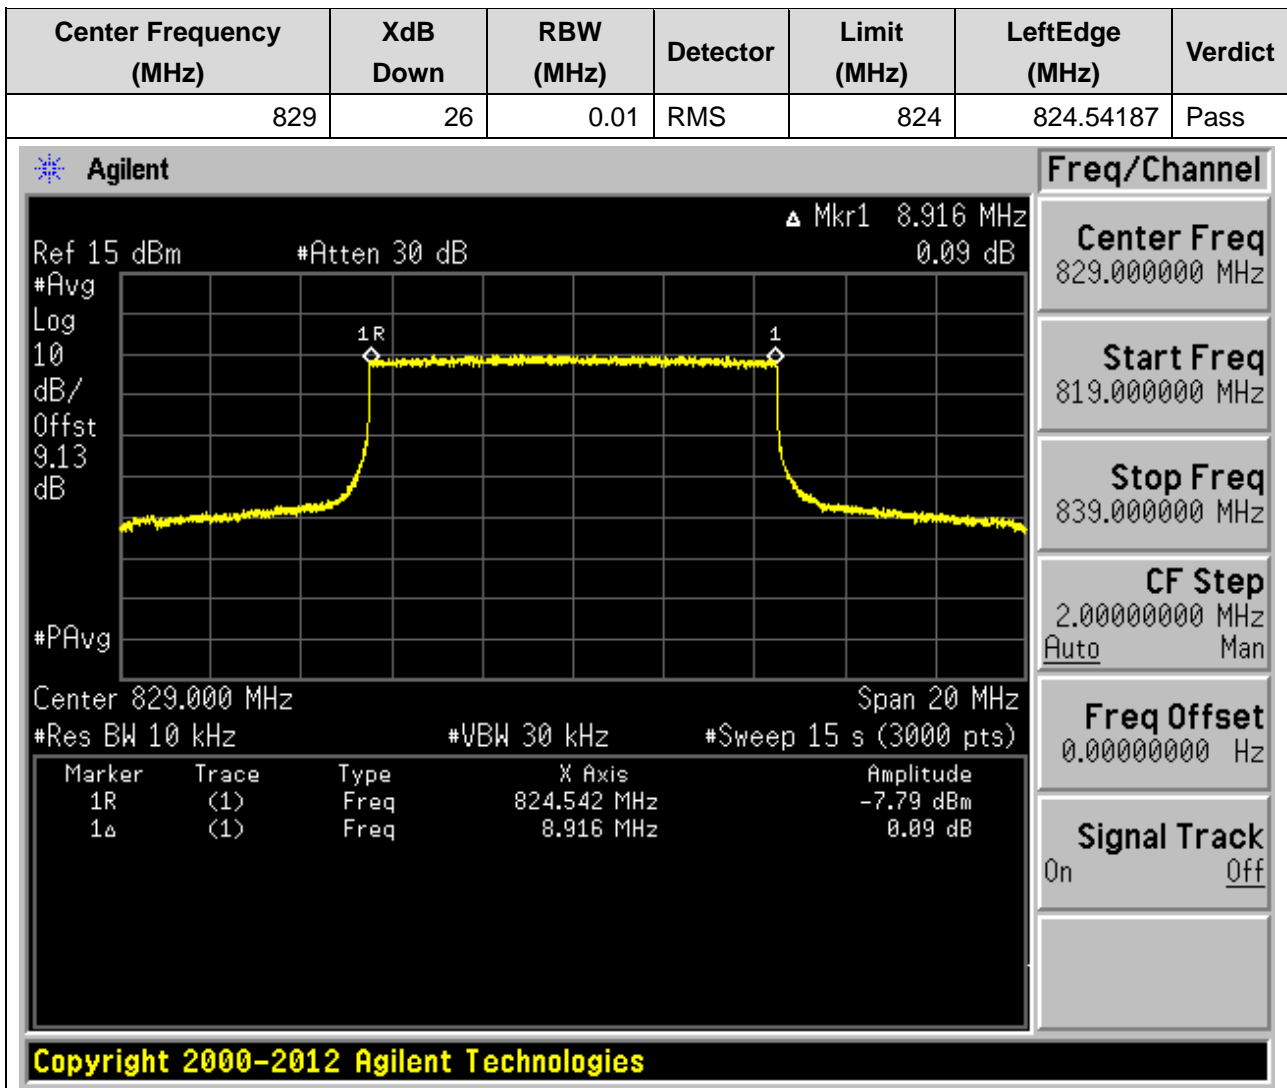 Center Frequency (MHz) XdB Down RBW (MHz) Detector Limit (MHz) LeftEdge (MHz) Verdict
829 26 0.01 RMS 824 824.54187 Pass
Agilent
Freq/Channel
Δ Mkr1 8.916 MHz
Ref 15 dBm #Atten 30 dB 0.09 dB
#Avg
Log
10
dB/
Offst
9.13
dB
1R
1
#PAvg
Center 829.000 MHz Span 20 MHz
#Res BW 10 kHz #VBW 30 kHz #Sweep 15 s (3000 pts)
Marker Trace Type X Axis Amplitude
1R (1) Freq 824.542 MHz -7.79 dBm
1Δ (1) Freq 8.916 MHz 0.09 dB
Center Freq
829.000000 MHz
Start Freq
819.000000 MHz
Stop Freq
839.000000 MHz
CF Step
2.00000000 MHz
Auto Man
Freq Offset
0.00000000 Hz
Signal Track
On Off
Copyright 2000-2012 Agilent Technologies